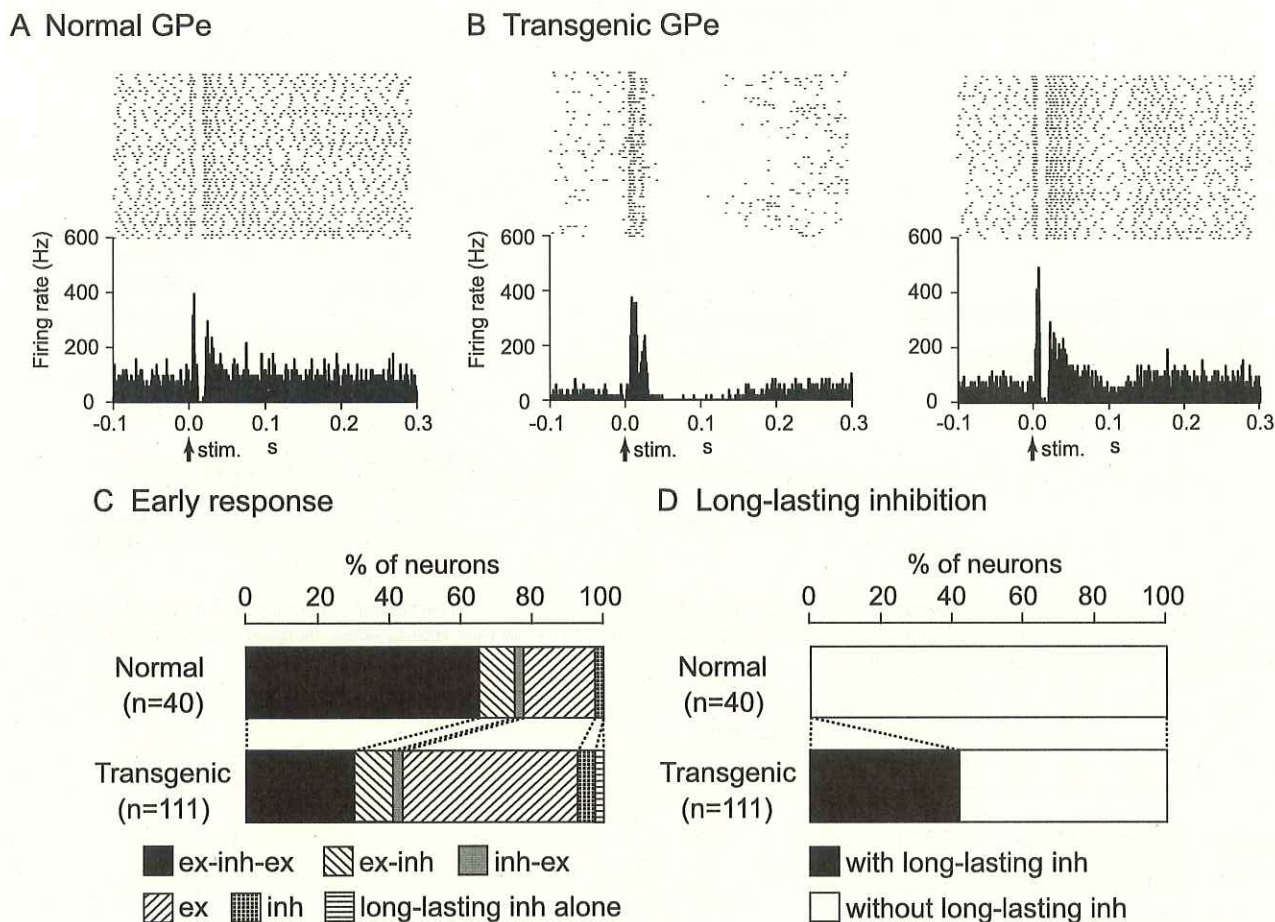 A Normal GPe
B Transgenic GPe
Firing rate (Hz)
600
400
200
0
-0.1 0.0 0.1 0.2 0.3
stim. s
Firing rate (Hz)
600
400
200
0
-0.1 0.0 0.1 0.2 0.3
stim. s
600
400
200
0
-0.1 0.0 0.1 0.2 0.3
stim. s
C Early response
% of neurons
0 20 40 60 80 100
Normal
(n=40)
Transgenic
(n=111)
ex-inh-ex ex-inh inh-ex
ex inh long-lasting inh alone
D Long-lasting inhibition
% of neurons
0 20 40 60 80 100
Normal
(n=40)
Transgenic
(n=111)
with long-lasting inh
without long-lasting inh